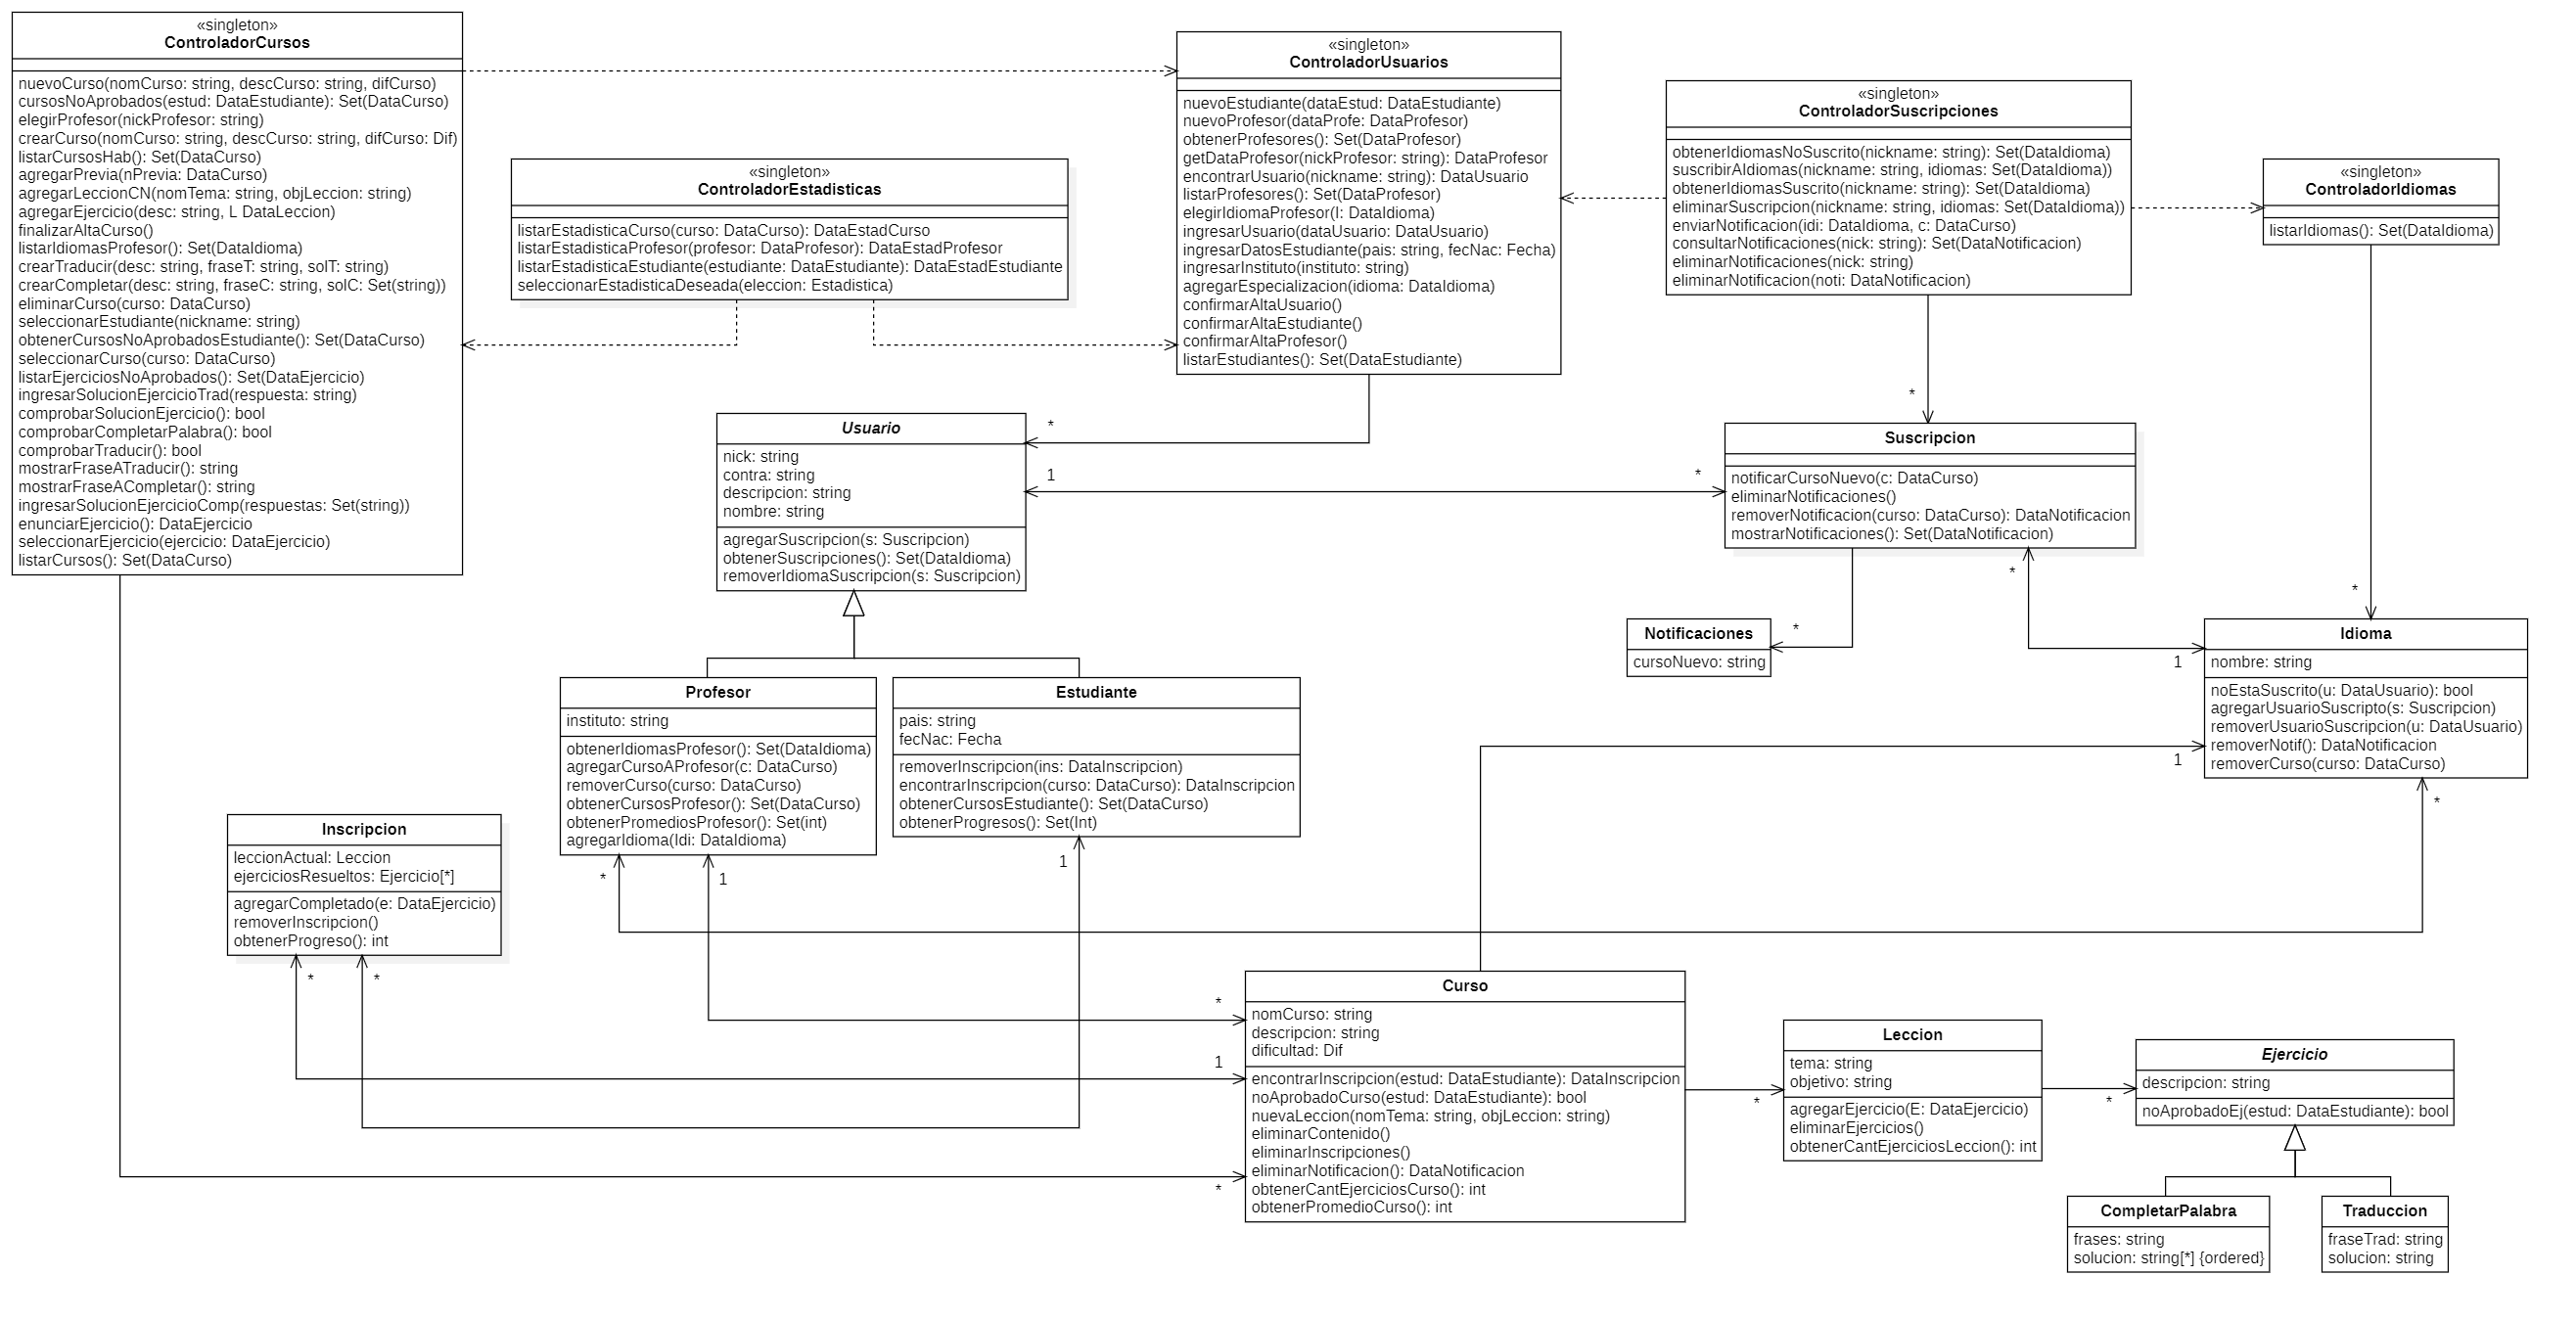 «singleton»
ControladorCursos
nuevoCurso(nomCurso: string, descCurso: string, difCurso)
cursosNoAprobados(estud: DataEstudiante): Set(DataCurso)
elegirProfesor(nickProfesor: string)
crearCurso(nomCurso: string, descCurso: string, difCurso: Dif)
listarCursosHab(): Set(DataCurso)
agregarPrevia(nPrevia: DataCurso)
agregarLeccionCN(nomTema: string, objLeccion: string)
agregarEjercicio(desc: string, L DataLeccion)
finalizarAltaCurso()
listarIdiomasProfesor(): Set(DataIdioma)
crearTraducir(desc: string, fraseT: string, solT: string)
crearCompletar(desc: string, fraseC: string, solC: Set(string))
eliminarCurso(curso: DataCurso)
seleccionarEstudiante(nickname: string)
obtenerCursosNoAprobadosEstudiante(): Set(DataCurso)
seleccionarCurso(curso: DataCurso)
listarEjerciciosNoAprobados(): Set(DataEjercicio)
ingresarSolucionEjercicioTrad(respuesta: string)
comprobarSolucionEjercicio(): bool
comprobarCompletarPalabra(): bool
comprobarTraducir(): bool
mostrarFraseATraducir(): string
mostrarFraseACompletar(): string
ingresarSolucionEjercicioComp(respuestas: Set(string))
enunciarEjercicio(): DataEjercicio
seleccionarEjercicio(ejercicio: DataEjercicio)
listarCursos(): Set(DataCurso)
«singleton»
ControladorEstadisticas
listarEstadisticaCurso(curso: DataCurso): DataEstadCurso
listarEstadisticaProfesor(profesor: DataProfesor): DataEstadProfesor
listarEstadisticaEstudiante(estudiante: DataEstudiante): DataEstadEstudiante
seleccionarEstadisticaDeseada(eleccion: Estadistica)
«singleton»
ControladorUsuarios
nuevoEstudiante(dataEstud: DataEstudiante)
nuevoProfesor(dataProfe: DataProfesor)
obtenerProfesores(): Set(DataProfesor)
getDataProfesor(nickProfesor: string): DataProfesor
encontrarUsuario(nickname: string): DataUsuario
listarProfesores(): Set(DataProfesor)
elegirIdiomaProfesor(I: DataIdioma)
ingresarUsuario(dataUsuario: DataUsuario)
ingresarDatosEstudiante(pais: string, fecNac: Fecha)
ingresarInstituto(instituto: string)
agregarEspecialización(idioma: DataIdioma)
confirmarAltaUsuario()
confirmarAltaEstudiante()
confirmarAltaProfesor()
listarEstudiantes(): Set(DataEstudiante)
«singleton»
ControladorSuscripciones
obtenerIdiomasNoSuscrito(nickname: string): Set(DataIdioma)
suscribirAIdiomas(nickname: string, idiomas: Set(DataIdioma))
obtenerIdiomasSuscrito(nickname: string): Set(DataIdioma)
eliminarSuscripcion(nickname: string, idiomas: Set(DataIdioma))
enviarNotificacion(idi: DataIdioma, c: DataCurso)
consultarNotificaciones(nick: string): Set(DataNotificacion)
eliminarNotificaciones(nick: string)
eliminarNotificacion(noti: DataNotificacion)
«singleton»
ControladorIdiomas
listarIdiomas(): Set(DataIdioma)
*
*
1
*
Usuario
nick: string
contra: string
descripcion: string
nombre: string
agregarSuscripcion(s: Suscripcion)
obtenerSuscripciones(): Set(DataIdioma)
removerIdiomaSuscripcion(s: Suscripcion)
Suscripcion
notificarCursoNuevo(c: DataCurso)
eliminarNotificaciones()
removerNotificacion(curso: DataCurso): DataNotificacion
mostrarNotificaciones(): Set(DataNotificacion)
*
*
*
1
Notificaciones
cursoNuevo: string
Idioma
nombre: string
noEstaSuscrito(u: DataUsuario): bool
agregarUsuarioSuscripto(s: Suscripcion)
removerUsuarioSuscripcion(u: DataUsuario)
removerNotif(): DataNotificacion
removerCurso(curso: DataCurso)
1
*
Profesor
instituto: string
obtenerIdiomasProfesor(): Set(DataIdioma)
agregarCursoAProfesor(c: DataCurso)
removerCurso(curso: DataCurso)
obtenerCursosProfesor(): Set(DataCurso)
obtenerPromediosProfesor(): Set(int)
agregarIdioma(Idi: DataIdioma)
*
1
Estudiante
pais: string
fecNac: Fecha
removerInscripcion(ins: DataInscripcion)
encontrarInscripcion(curso: DataCurso): DataInscripcion
obtenerCursosEstudiante(): Set(DataCurso)
obtenerProgresos(): Set(Int)
1
Inscripcion
leccionActual: Leccion
ejerciciosResueltos: Ejercicio[*]
agregarCompletado(e: DataEjercicio)
removerInscripcion()
obtenerProgreso(): int
*
*
*
1
*
Curso
nomCurso: string
descripcion: string
dificultad: Dif
encontrarInscripcion(estud: DataEstudiante): DataInscripcion
noAprobadoCurso(estud: DataEstudiante): bool
nuevaLeccion(nomTema: string, objLeccion: string)
eliminarContenido()
eliminarInscripciones()
eliminarNotificacion(): DataNotificacion
obtenerCantEjerciciosCurso(): int
obtenerPromedioCurso(): int
*
Leccion
tema: string
objetivo: string
agregarEjercicio(E: DataEjercicio)
eliminarEjercicios()
obtenerCantEjerciciosLeccion(): int
*
Ejercicio
descripcion: string
noAprobadoEj(estud: DataEstudiante): bool
CompletarPalabra
frases: string
solucion: string[*] {ordered}
Traduccion
fraseTrad: string
solucion: string